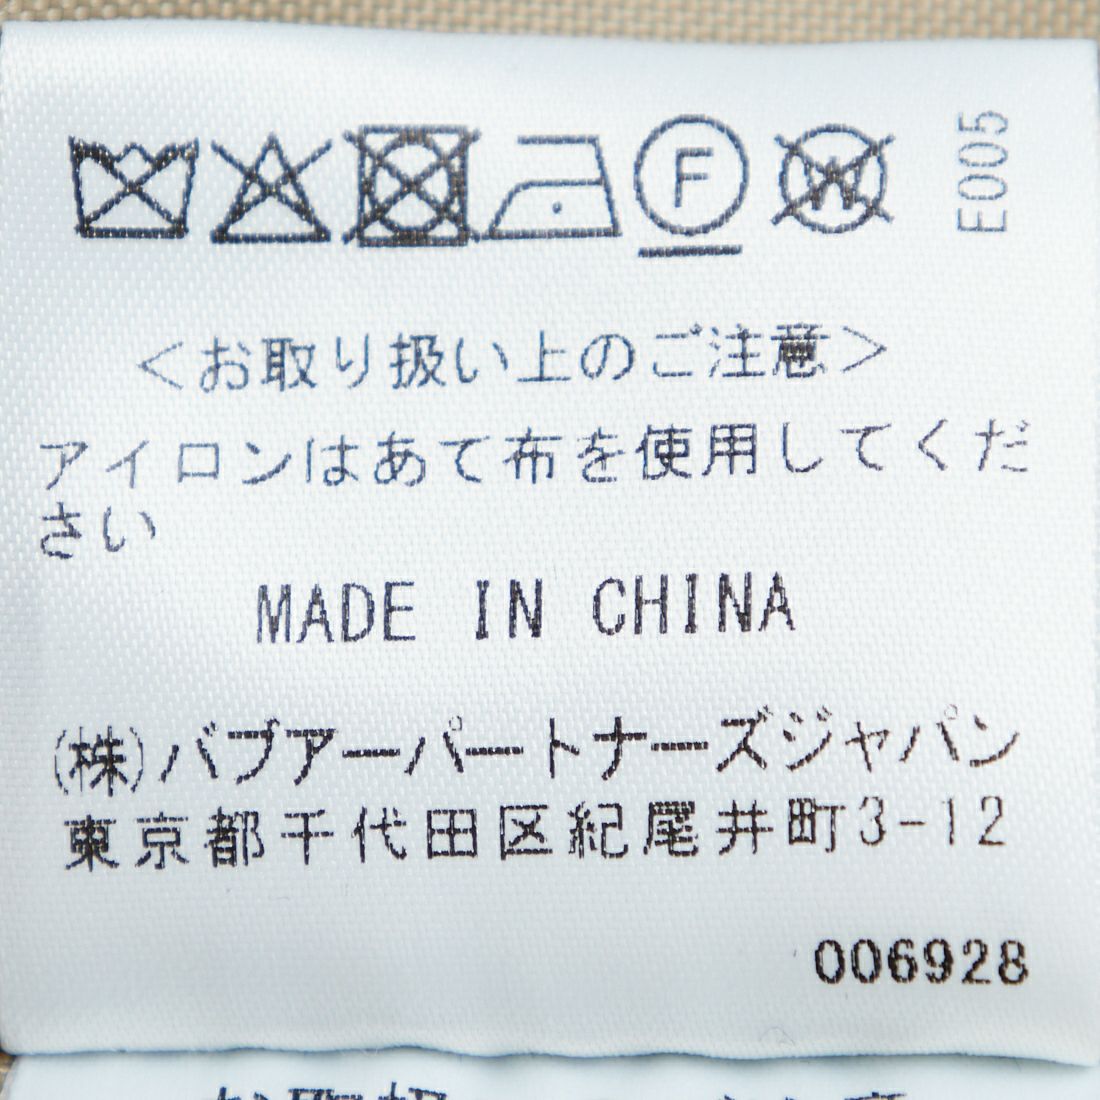 F W
E005
＜お取り扱い上のご注意＞
アイロンはあて布を使用してくだ
さい
MADE IN CHINA
(株)バブアーパートナーズジャパン
東京都千代田区紀尾井町3-12
006928